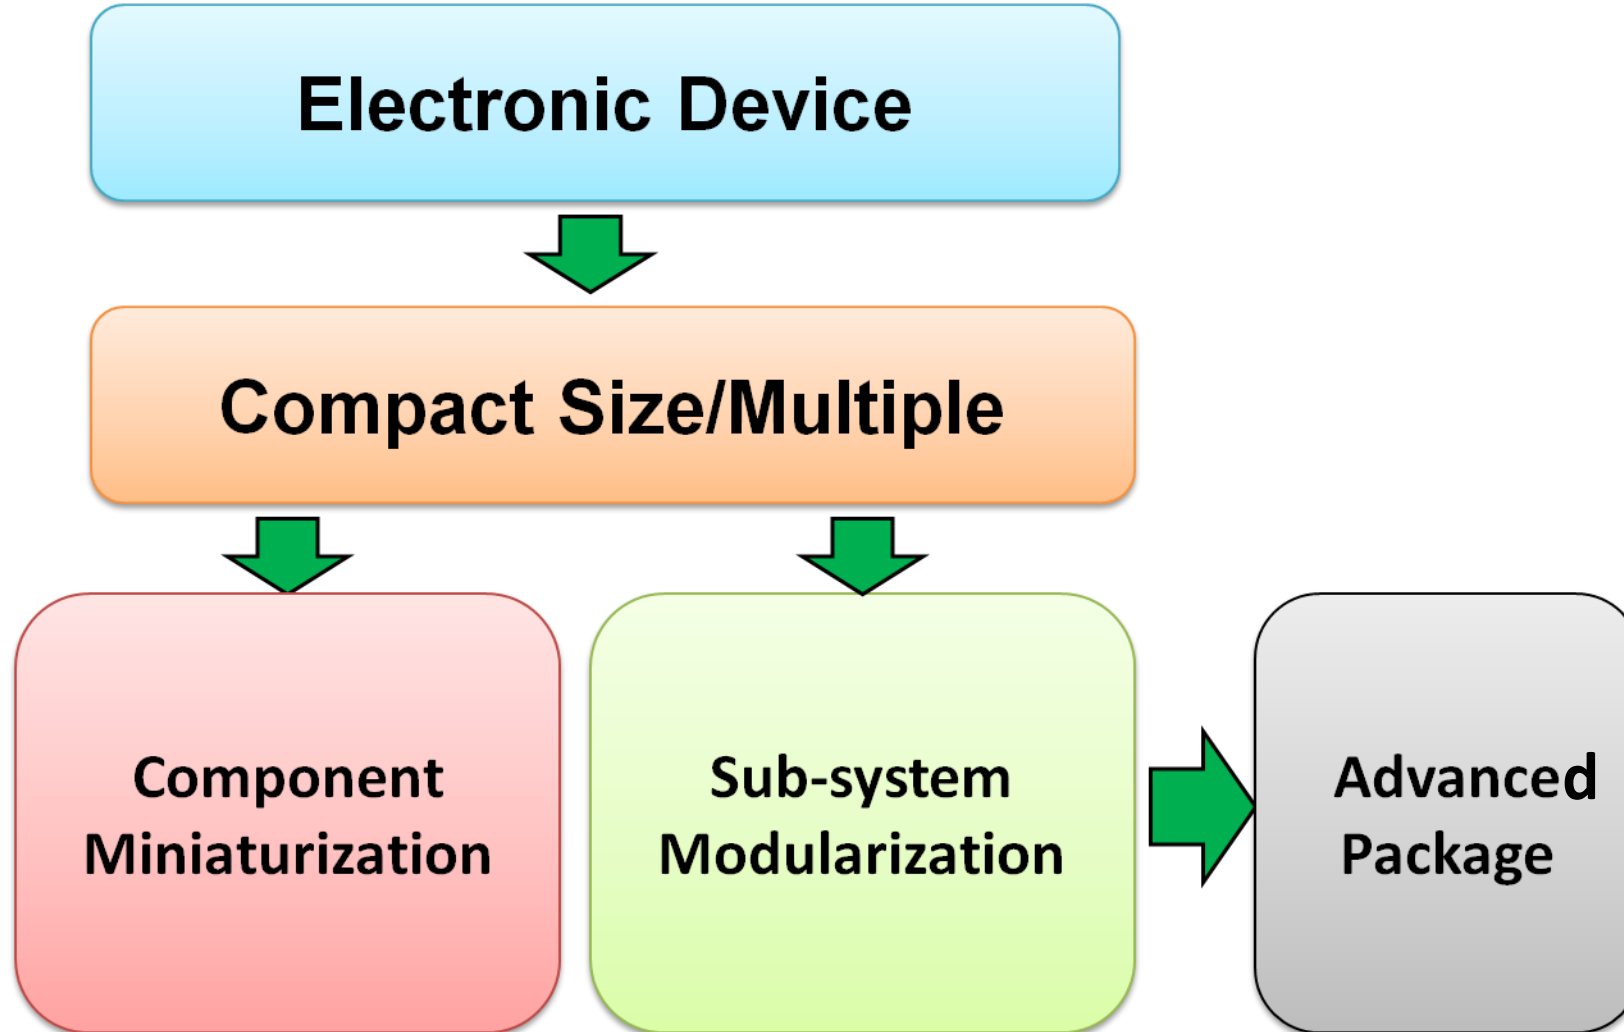 Electronic Device
Compact Size/Multiple
Component
Miniaturization
Sub-system
Modularization
Advanced
Package